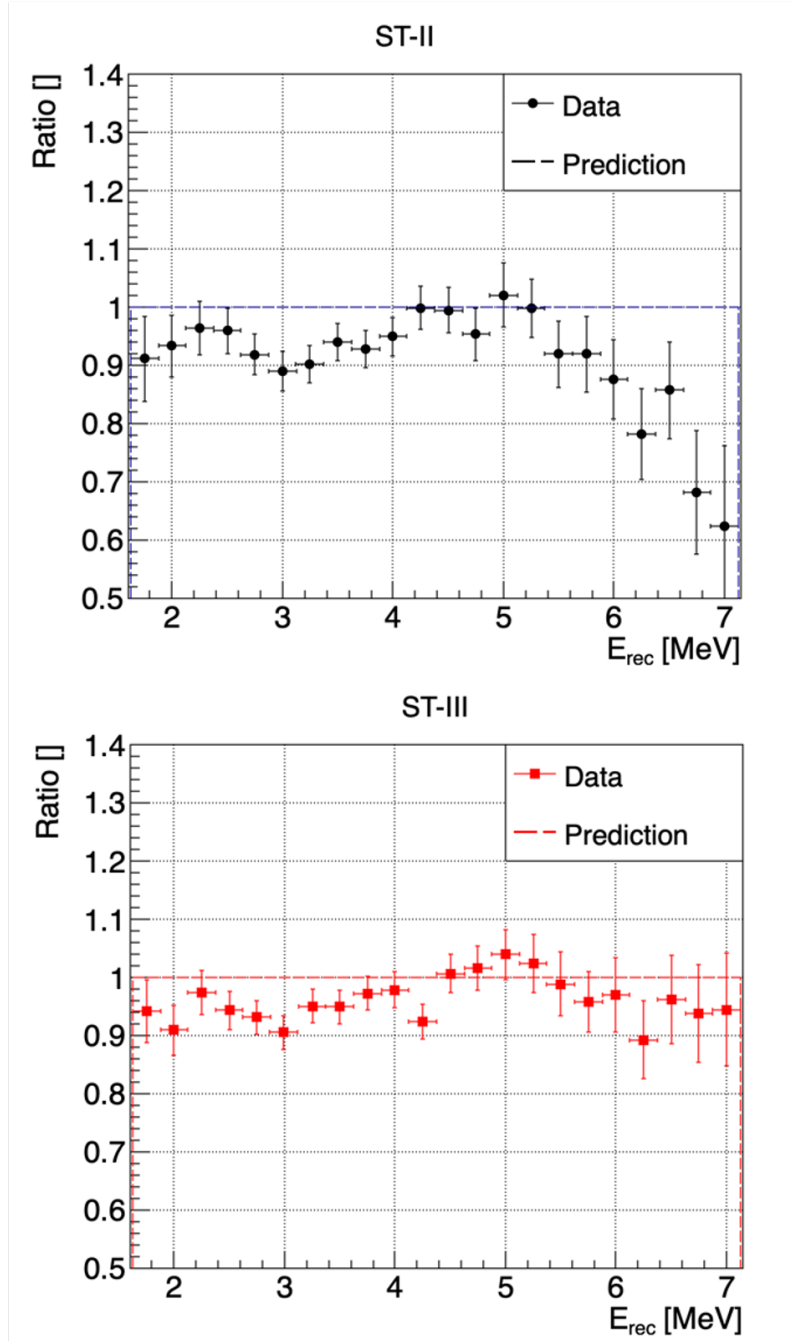 ST-II
Ratio []
1.4
1.3
1.2
1.1
1
0.9
0.8
0.7
0.6
0.5
Data
Prediction
2 3 4 5 6 7
E_rec [MeV]
ST-III
Ratio []
1.4
1.3
1.2
1.1
1
0.9
0.8
0.7
0.6
0.5
Data
Prediction
2 3 4 5 6 7
E_rec [MeV]